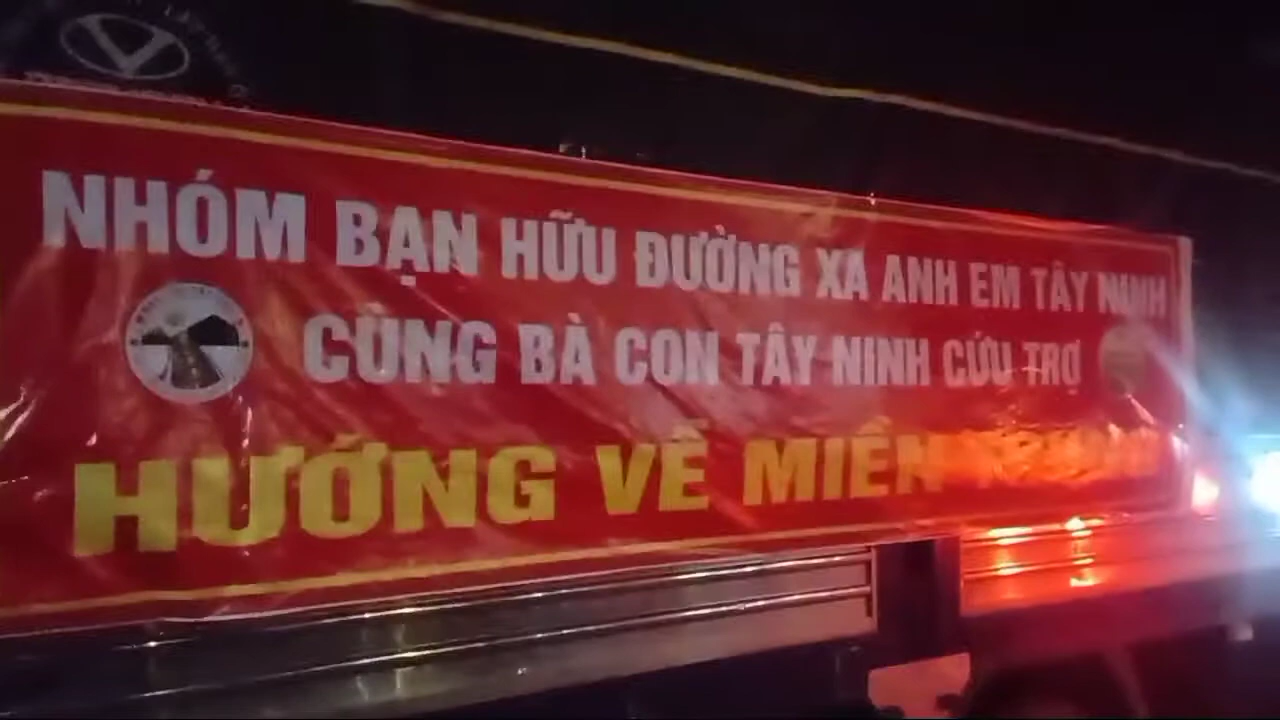 NHÓM BẠN HỮU ĐƯỜNG XA ANH EM TÂY NINH
CÙNG BÀ CON TÂY NINH CỨU TRỢ
HƯỚNG VỀ MIỀN